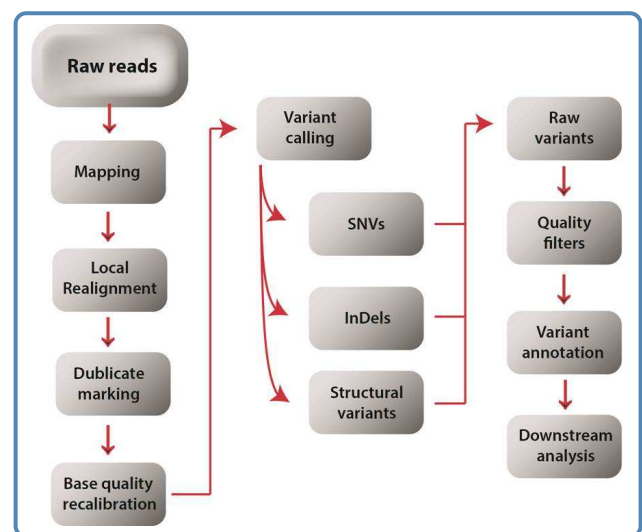 Raw reads
Mapping
Local
Realignment
Dublicate
marking
Base quality
recalibration
Variant
calling
SNVs
InDels
Structural
variants
Raw
variants
Quality
filters
Variant
annotation
Downstream
analysis